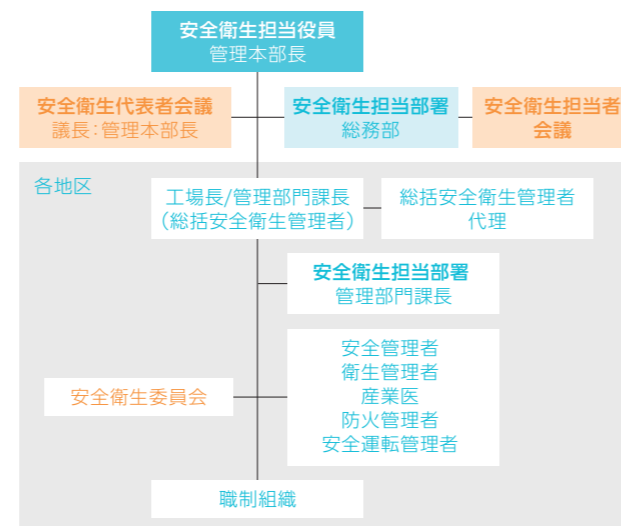 安全衛生担当役員
管理本部長
安全衛生代表者会議
議長:管理本部長
安全衛生担当部署
総務部
安全衛生担当者
会議
各地区
工場長/管理部門課長
(総括安全衛生管理者)
総括安全衛生管理者
代理
安全衛生担当部署
管理部門課長
安全管理者
衛生管理者
産業医
防火管理者
安全運転管理者
安全衛生委員会
職制組織